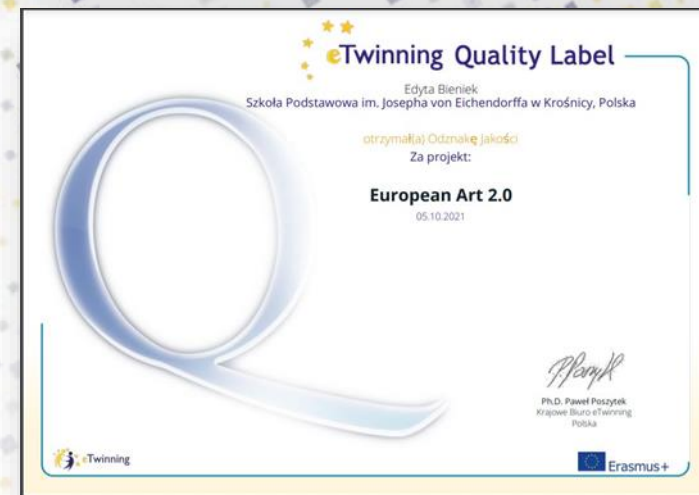 eTwinning Quality Label
Edyta Bieniek
Szkoła Podstawowa im. Josepha von Eichendorffa w Krośnicy, Polska
otrzymał(a) Odznakę Jakości
Za projekt:
European Art 2.0
05.10.2021
Ph.D. Paweł Poszytek
Krajowe Biuro eTwinning
Polska
eTwinning
Erasmus+